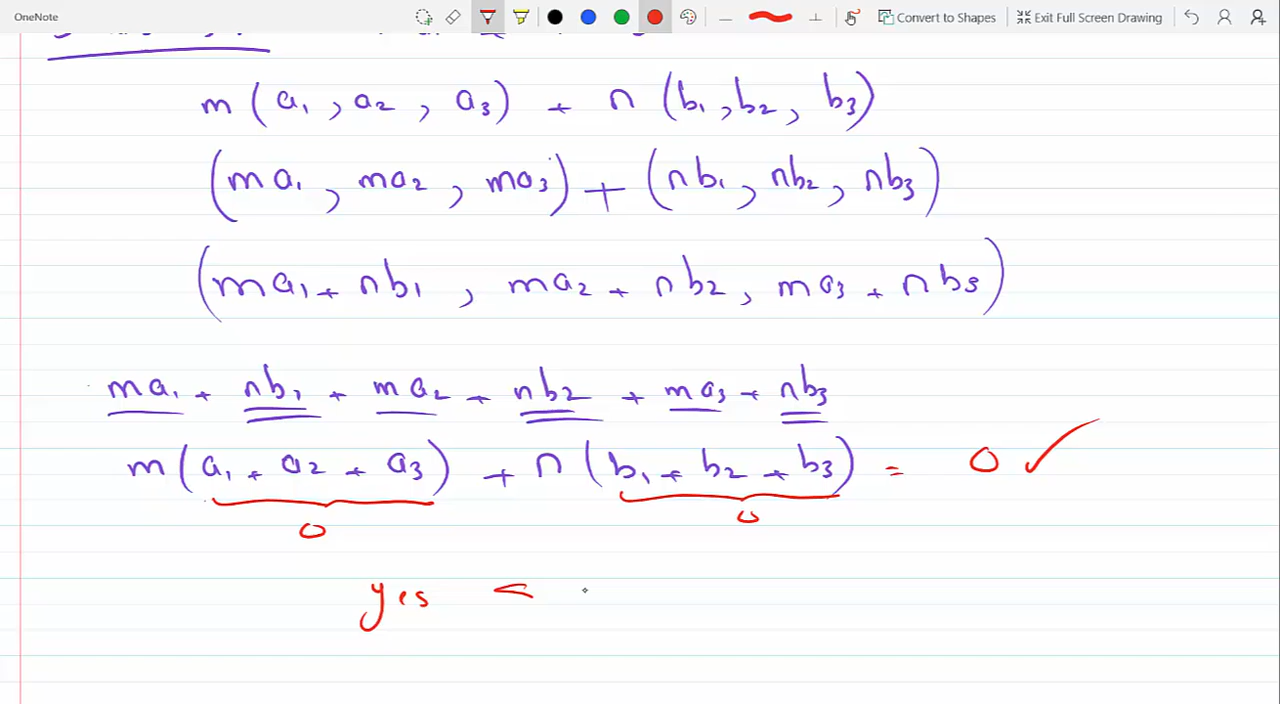 OneNote
Convert to Shapes
Exit Full Screen Drawing
m ( a₁ , a₂ , a₃ ) + n ( b₁ , b₂ , b₃ )
( ma₁ , ma₂ , ma₃ ) + ( nb₁ , nb₂ , nb₃ )
( ma₁ + nb₁ , ma₂ + nb₂ , ma₃ + nb₃ )
ma₁ + nb₁ + ma₂ + nb₂ + ma₃ + nb₃
m ( a₁ + a₂ + a₃ ) + n ( b₁ + b₂ + b₃ ) = 0 ✓
0 0
yes <